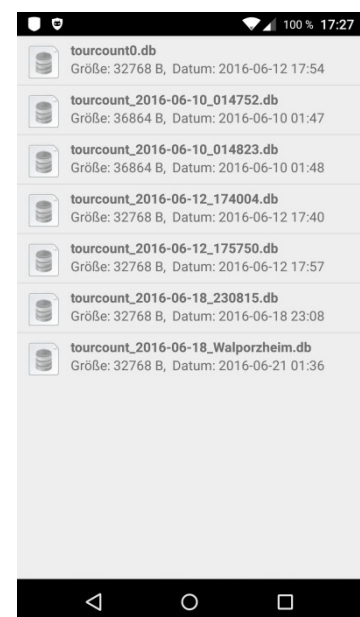 100 % 17:27
tourcount0.db
Größe: 32768 B, Datum: 2016-06-12 17:54
tourcount_2016-06-10_014752.db
Größe: 36864 B, Datum: 2016-06-10 01:47
tourcount_2016-06-10_014823.db
Größe: 36864 B, Datum: 2016-06-10 01:48
tourcount_2016-06-12_174004.db
Größe: 32768 B, Datum: 2016-06-12 17:40
tourcount_2016-06-12_175750.db
Größe: 32768 B, Datum: 2016-06-12 17:57
tourcount_2016-06-18_230815.db
Größe: 32768 B, Datum: 2016-06-18 23:08
tourcount_2016-06-18_Walporzheim.db
Größe: 32768 B, Datum: 2016-06-21 01:36